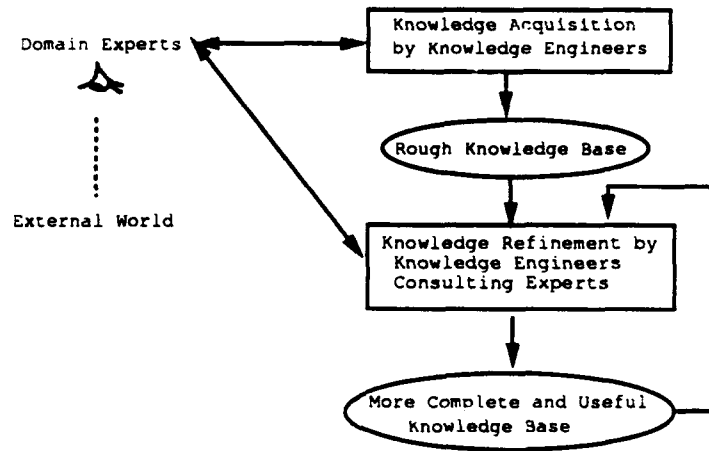 Knowledge Acquisition
by Knowledge Engineers
Domain Experts
Rough Knowledge Base
External World
Knowledge Refinement by
Knowledge Engineers
Consulting Experts
More Complete and Useful
Knowledge Base